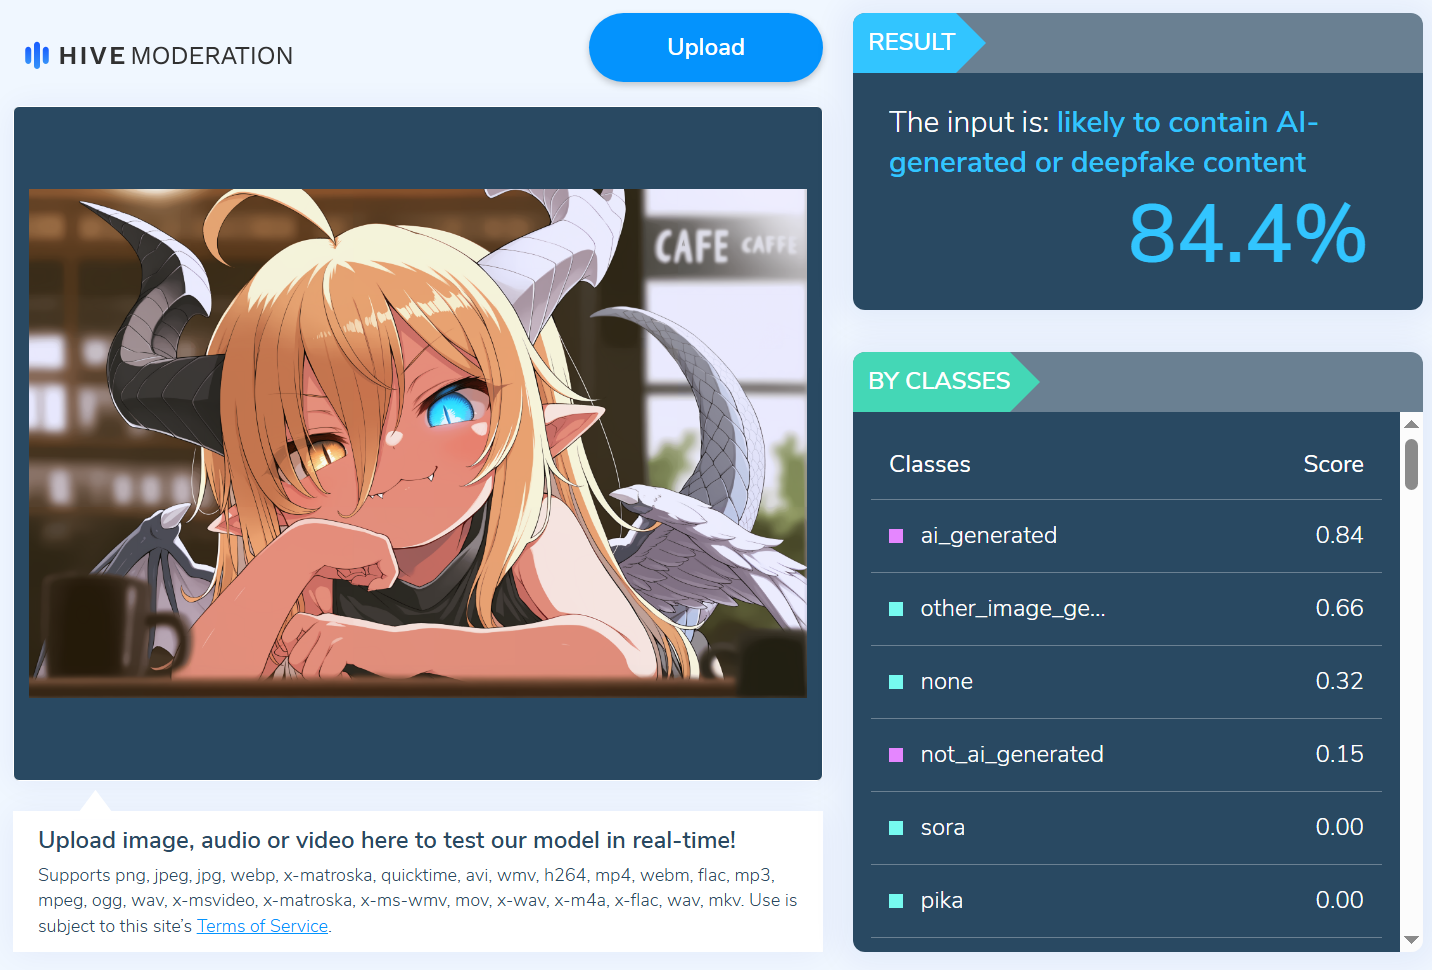 HIVE MODERATION
Upload
CAFE CAFFE
Upload image, audio or video here to test our model in real-time!
Supports png, jpeg, jpg, webp, x-matroska, quicktime, avi, wmv, h264, mp4, webm, flac, mp3,
mpeg, ogg, wav, x-msvideo, x-matroska, x-ms-wmv, mov, x-wav, x-m4a, x-flac, wav, mkv. Use is
subject to this site's Terms of Service.
RESULT
The input is: likely to contain AI-
generated or deepfake content
84.4%
BY CLASSES
Classes Score
ai_generated 0.84
other_image_ge... 0.66
none 0.32
not_ai_generated 0.15
sora 0.00
pika 0.00